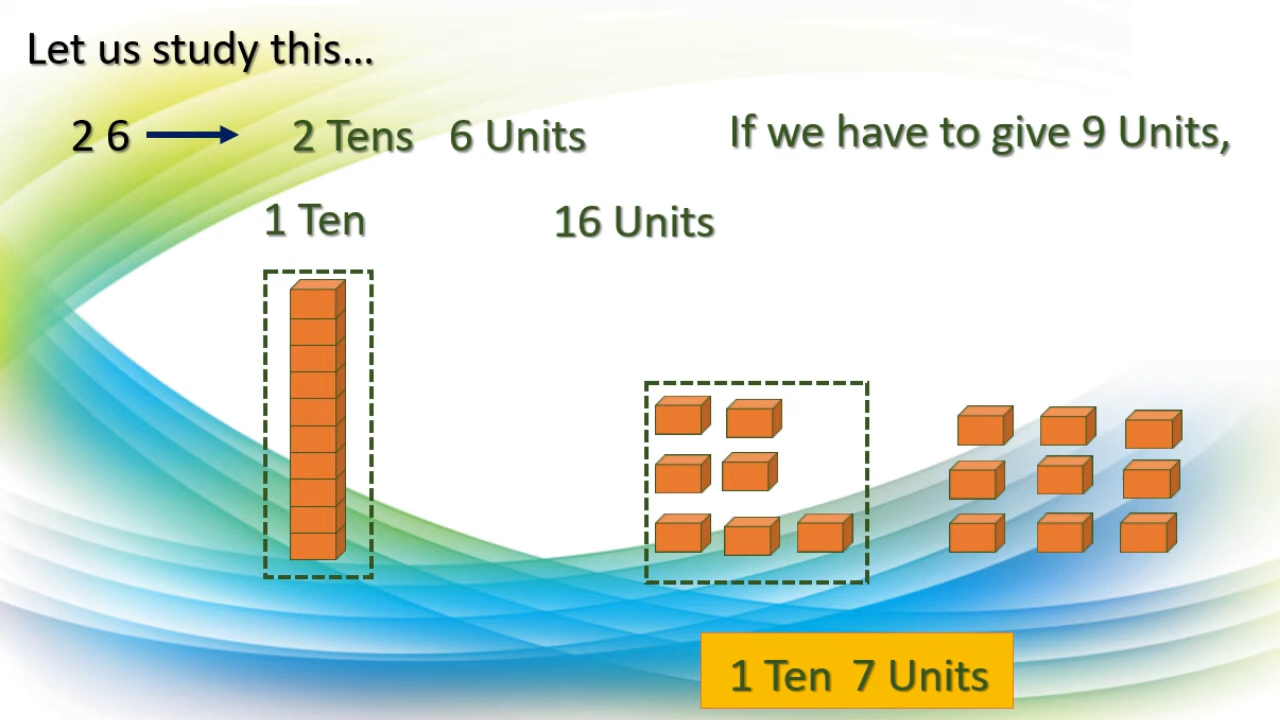 Let us study this...
2 6 2 Tens 6 Units If we have to give 9 Units,
1 Ten 16 Units
1 Ten 7 Units